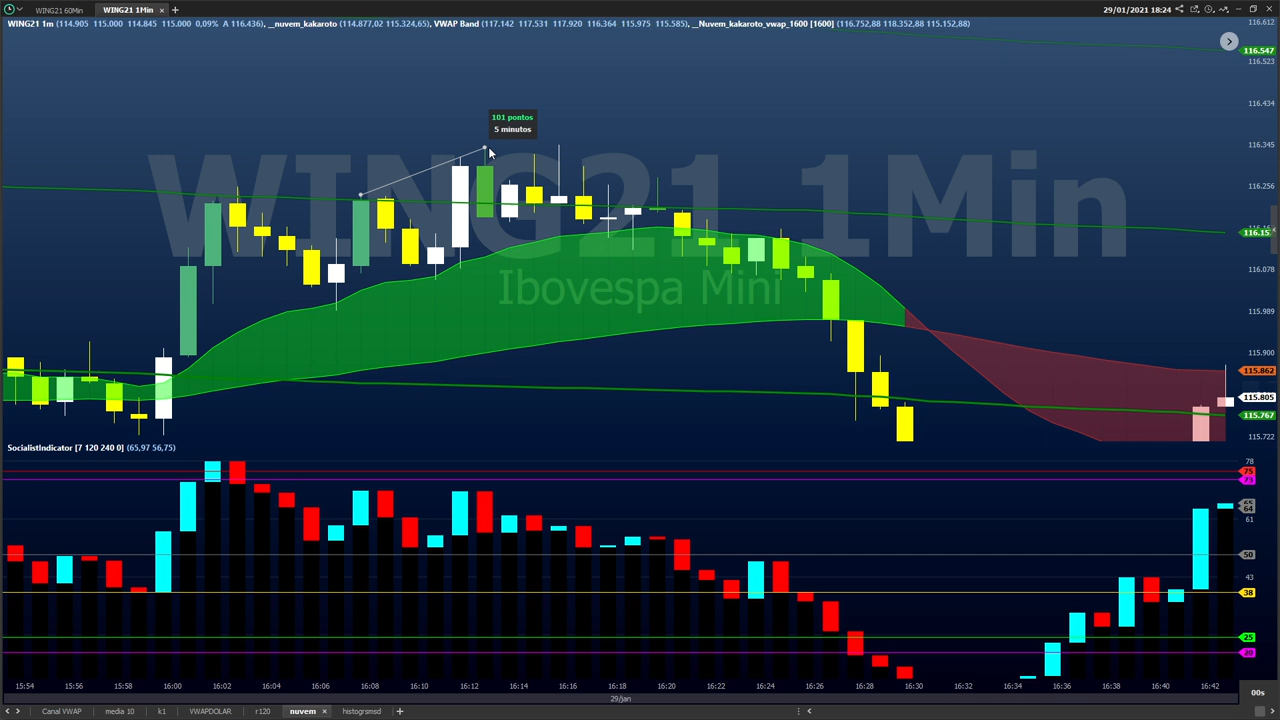 WING21 60Min
WING21 1Min × +
29/01/2021 18:24
WING21 1m (114.905 115.000 114.845 115.000 0,09% A 116.436), __nuvem_kakaroto (114.877,02 115.324,65), VWAP Band (117.142 117.531 117.920 116.364 115.975 115.585), __Nuvem_kakaroto_vwap_1600 [1600] (116.752,88 118.352,88 115.152,88)
116.612
116.547
116.523
116.434
101 pontos
5 minutos
116.345
WING21 1Min
116.256
116.078
Ibovespa Mini
115.989
115.900
115.862
115.805
115.767
115.722
SocialistIndicator [7 120 240 0] (65,97 56,75)
78
75
73
65
64
61
50
43
38
25
20
15:54 15:56 15:58 16:00 16:02 16:04 16:06 16:08 16:10 16:12 16:14 16:16 16:18 16:20 16:22 16:24 16:26 16:28 16:30 16:32 16:34 16:36 16:38 16:40 16:42
00s
29/jan
Canal VWAP media 10 k1 VWAPDOLAR r120 nuvem × histogrsmsd +